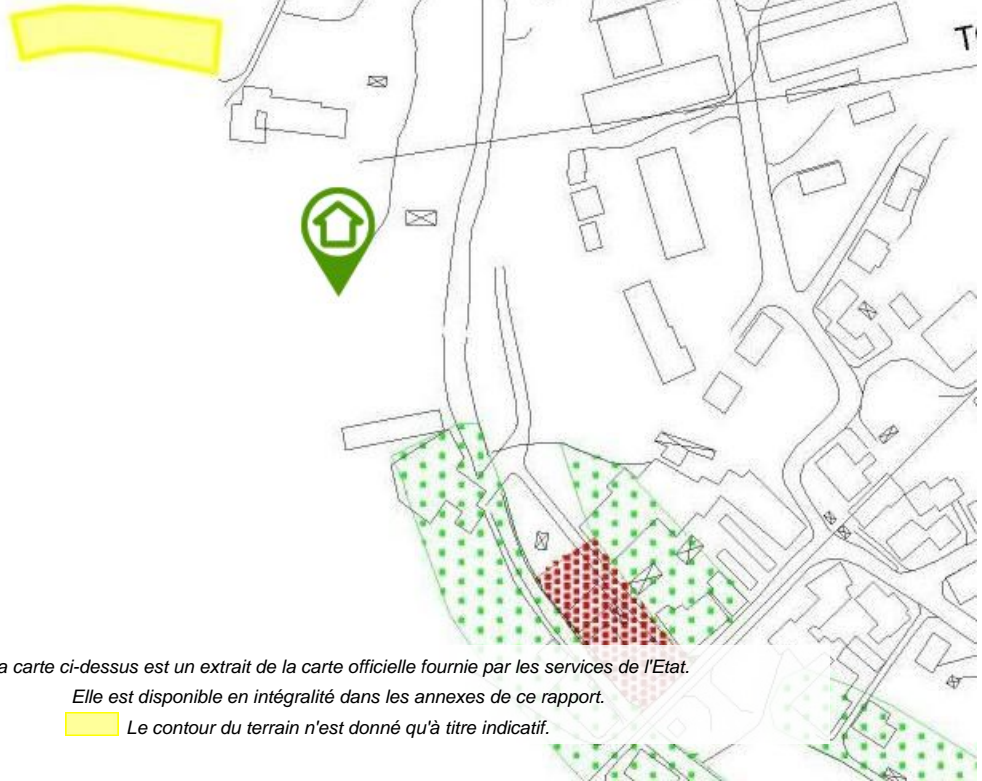 a carte ci-dessus est un extrait de la carte officielle fournie par les services de l'Etat.
Elle est disponible en intégralité dans les annexes de ce rapport.
Le contour du terrain n'est donné qu'à titre indicatif.